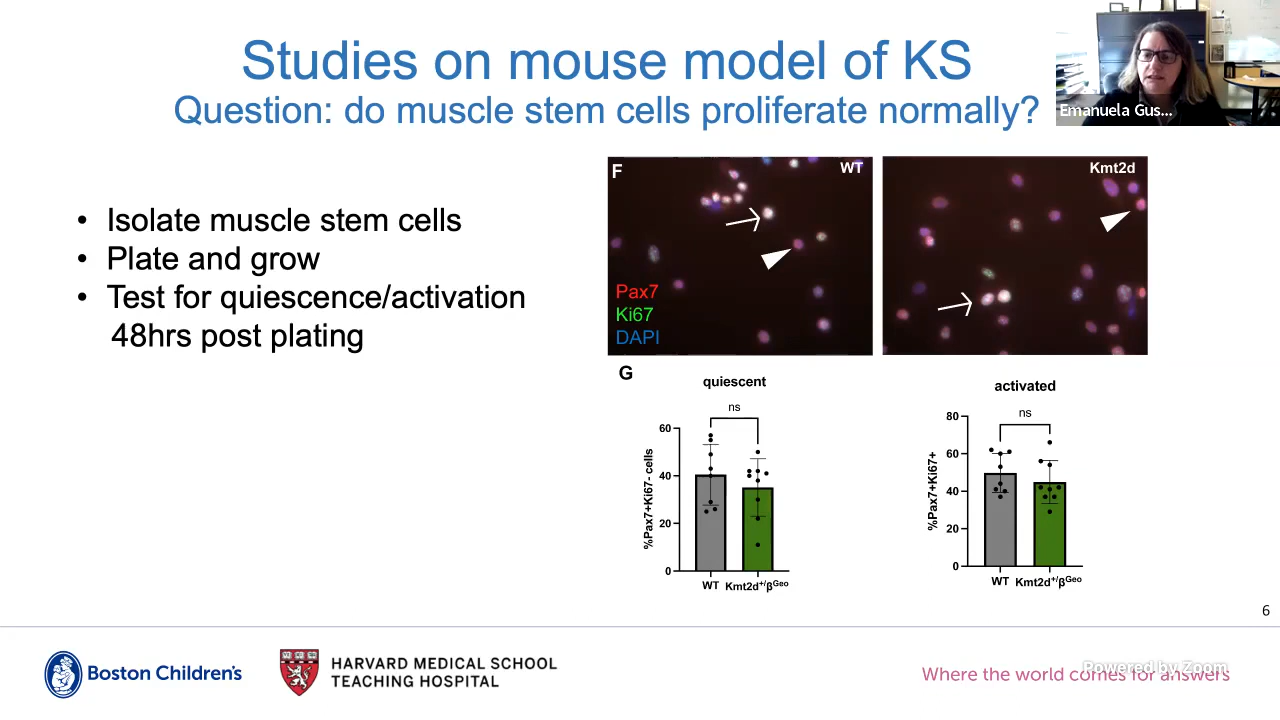 Studies on mouse model of KS
Question: do muscle stem cells proliferate normally?
Emanuela Gus...
• Isolate muscle stem cells
• Plate and grow
• Test for quiescence/activation
48hrs post plating
F
WT
Pax7
Ki67
DAPI
Kmt2d
G
quiescent
ns
60
40
20
0
%Pax7+Ki67- cells
WT
Kmt2d+/βGeo
activated
ns
80
60
40
20
0
%Pax7+Ki67+
WT
Kmt2d+/βGeo
6
Boston Children's
HARVARD MEDICAL SCHOOL
TEACHING HOSPITAL
Where the world comes for answers
Powered by Zoom